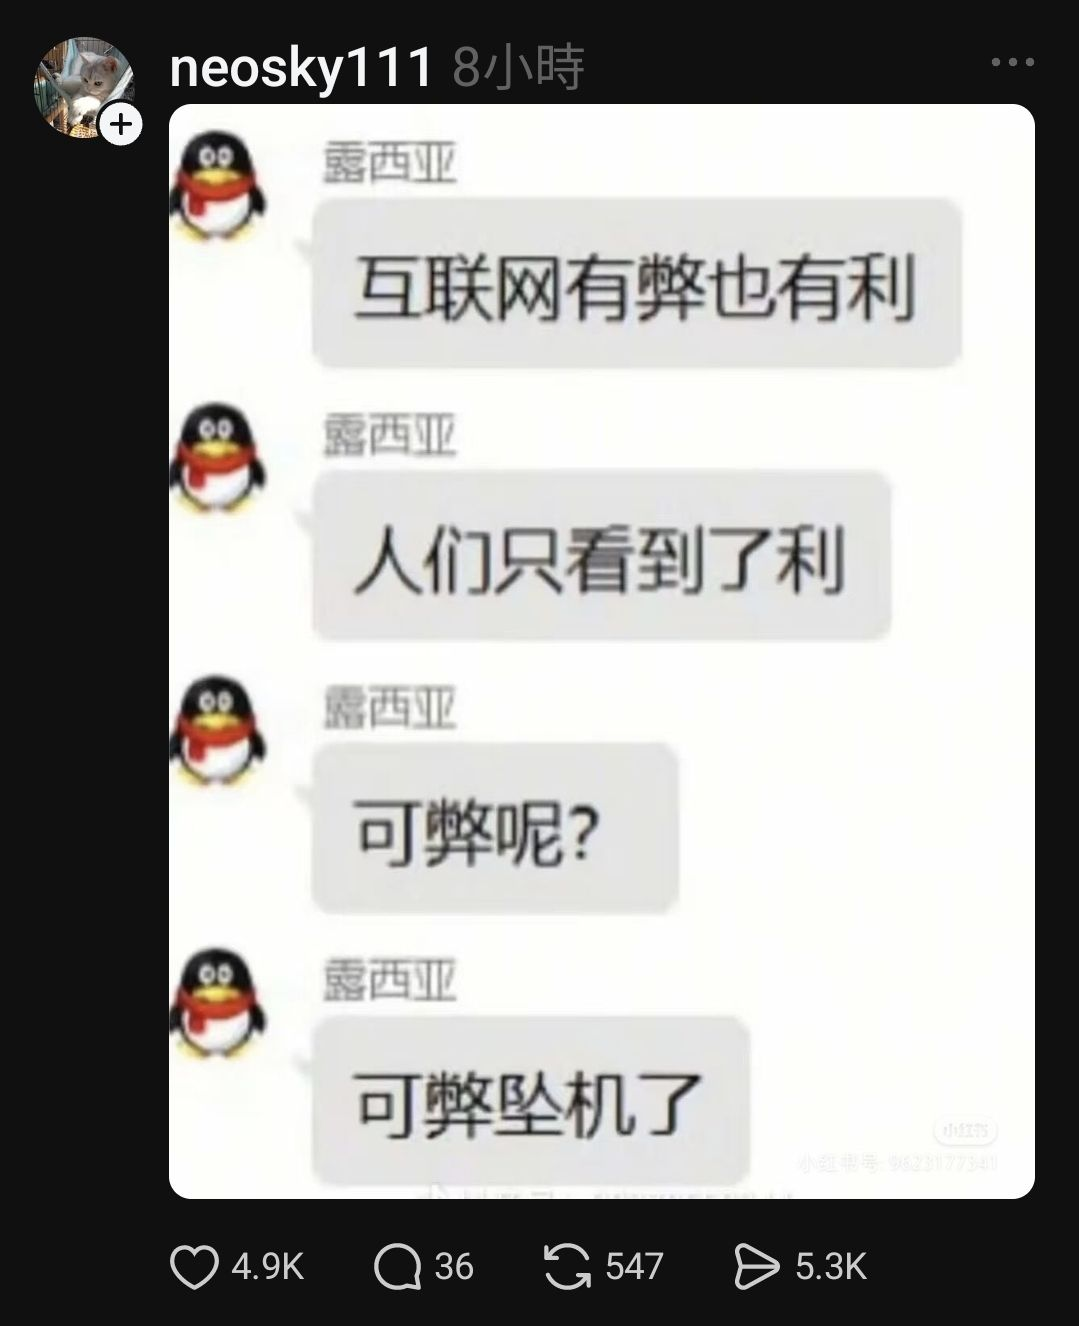 neosky111 8小時
露西亚
互联网有弊也有利
露西亚
人们只看到了利
露西亚
可弊呢?
露西亚
可弊坠机了
小红书
小红书号: 9623177341
4.9K 36 547 5.3K